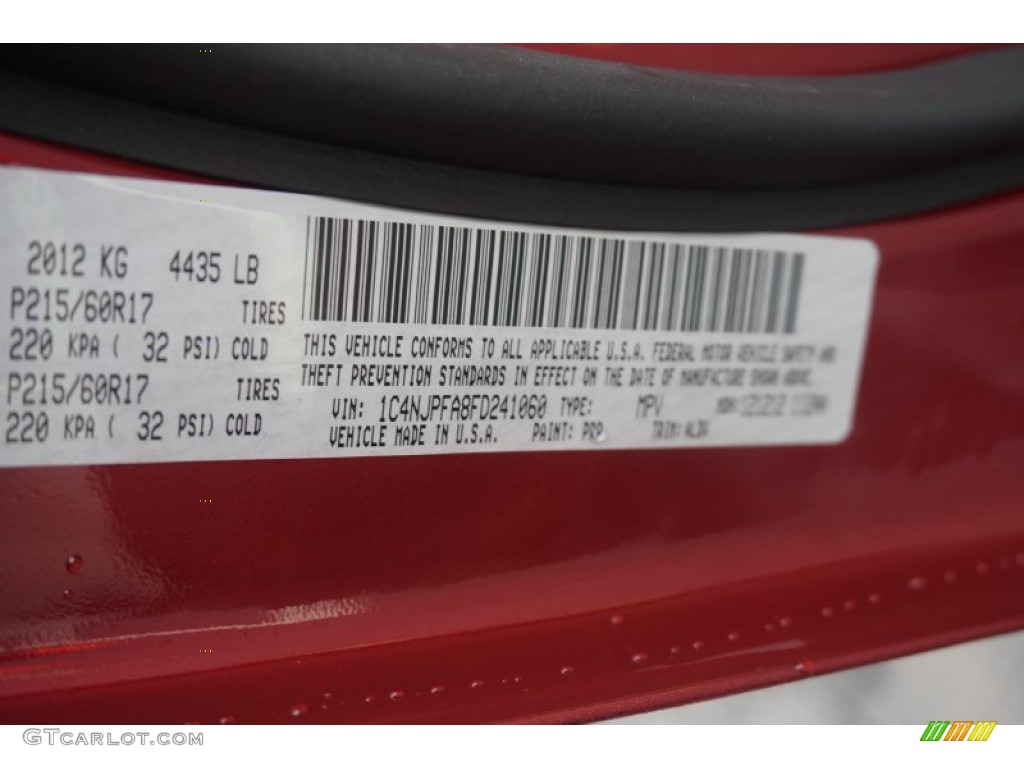 2012 KG 4435 LB
P215/60R17 TIRES
220 KPA ( 32 PSI) COLD
P215/60R17 TIRES
220 KPA ( 32 PSI) COLD
THIS VEHICLE CONFORMS TO ALL APPLICABLE U.S.A. FEDERAL MOTOR VEHICLE SAFETY AND
THEFT PREVENTION STANDARDS IN EFFECT ON THE DATE OF MANUFACTURE SHOWN ABOVE.
VIN: 1C4NJPFA8FD241060 TYPE: MPV
VEHICLE MADE IN U.S.A. PAINT: PRP TRIM:
GTCarlot.com